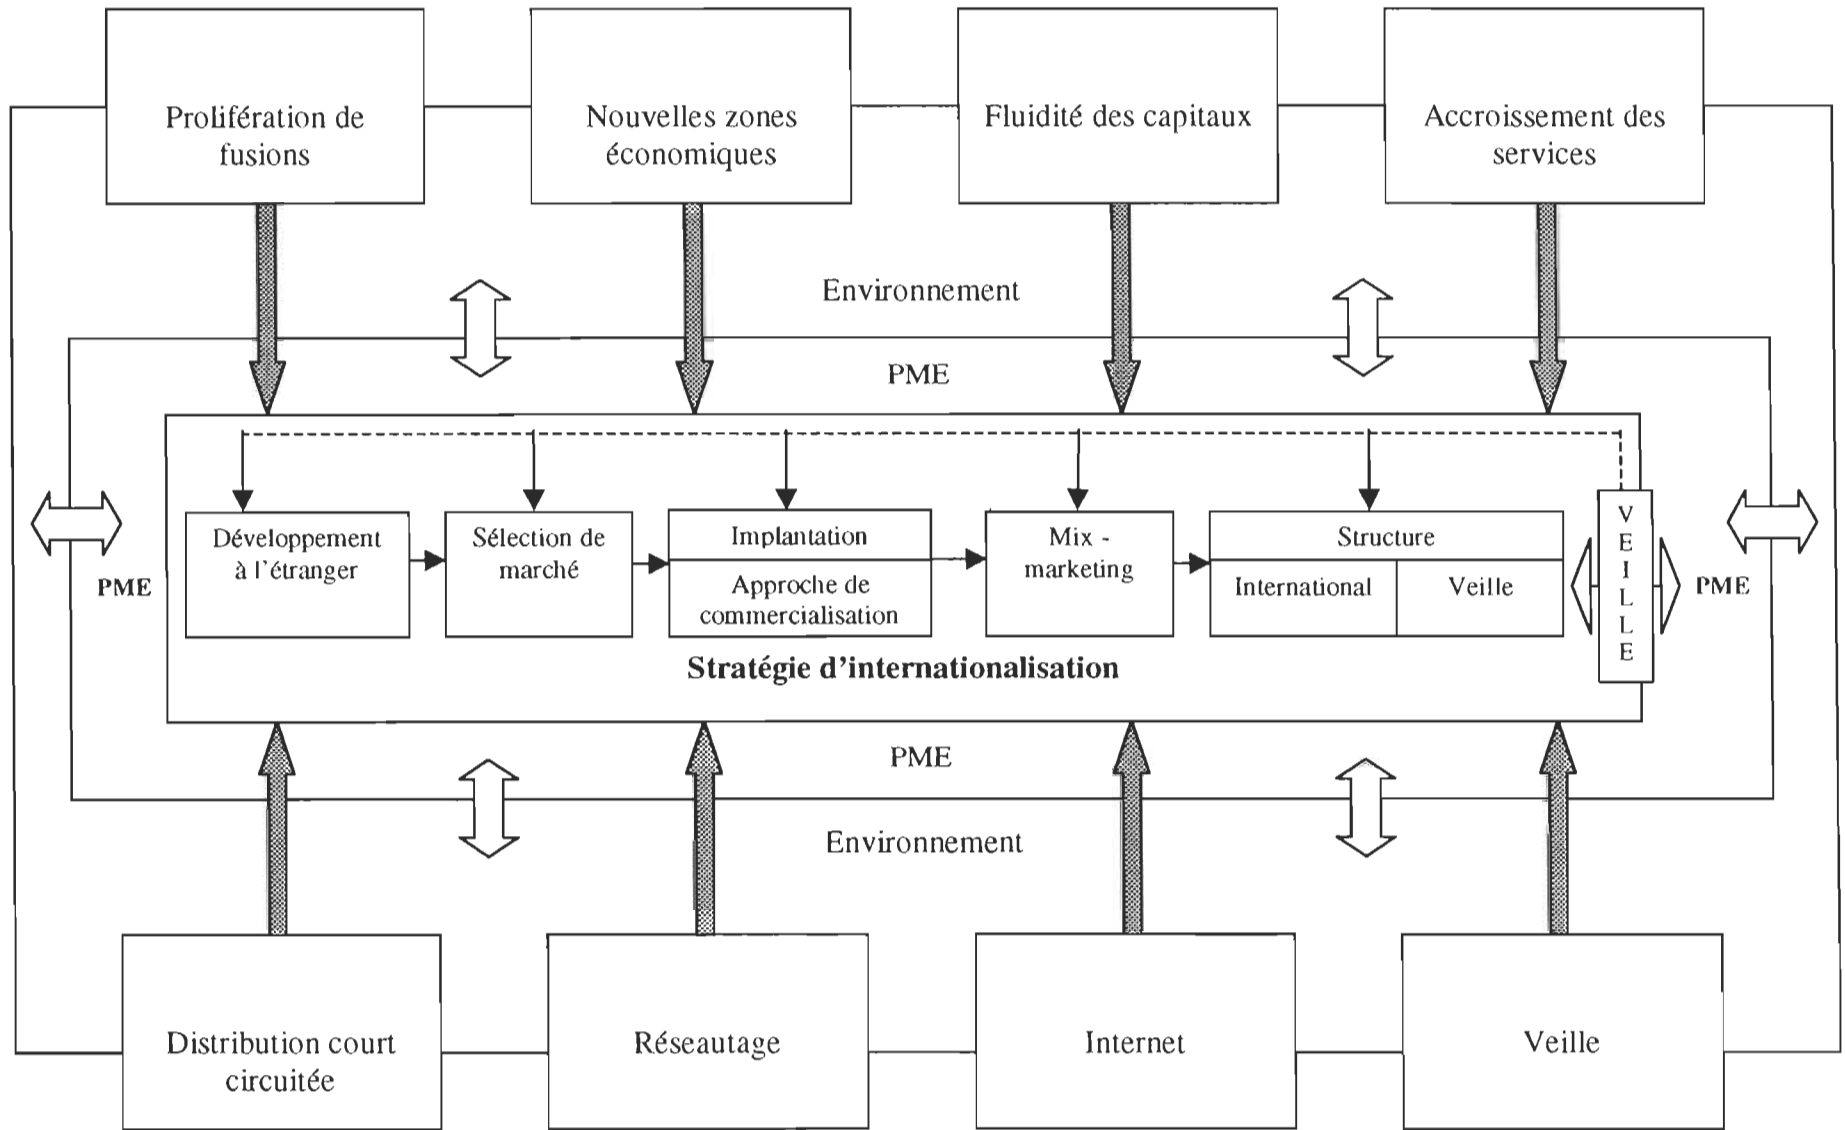 Prolifération de
fusions
Nouvelles zones
économiques
Fluidité des capitaux
Accroissement des
services
Environnement
PME
Développement
à l'étranger
Sélection de
marché
Implantation
Approche de
commercialisation
Mix -
marketing
Structure
International
Veille
V
E
I
L
L
E
PME
PME
Stratégie d'internationalisation
PME
Environnement
Distribution court
circuitée
Réseautage
Internet
Veille